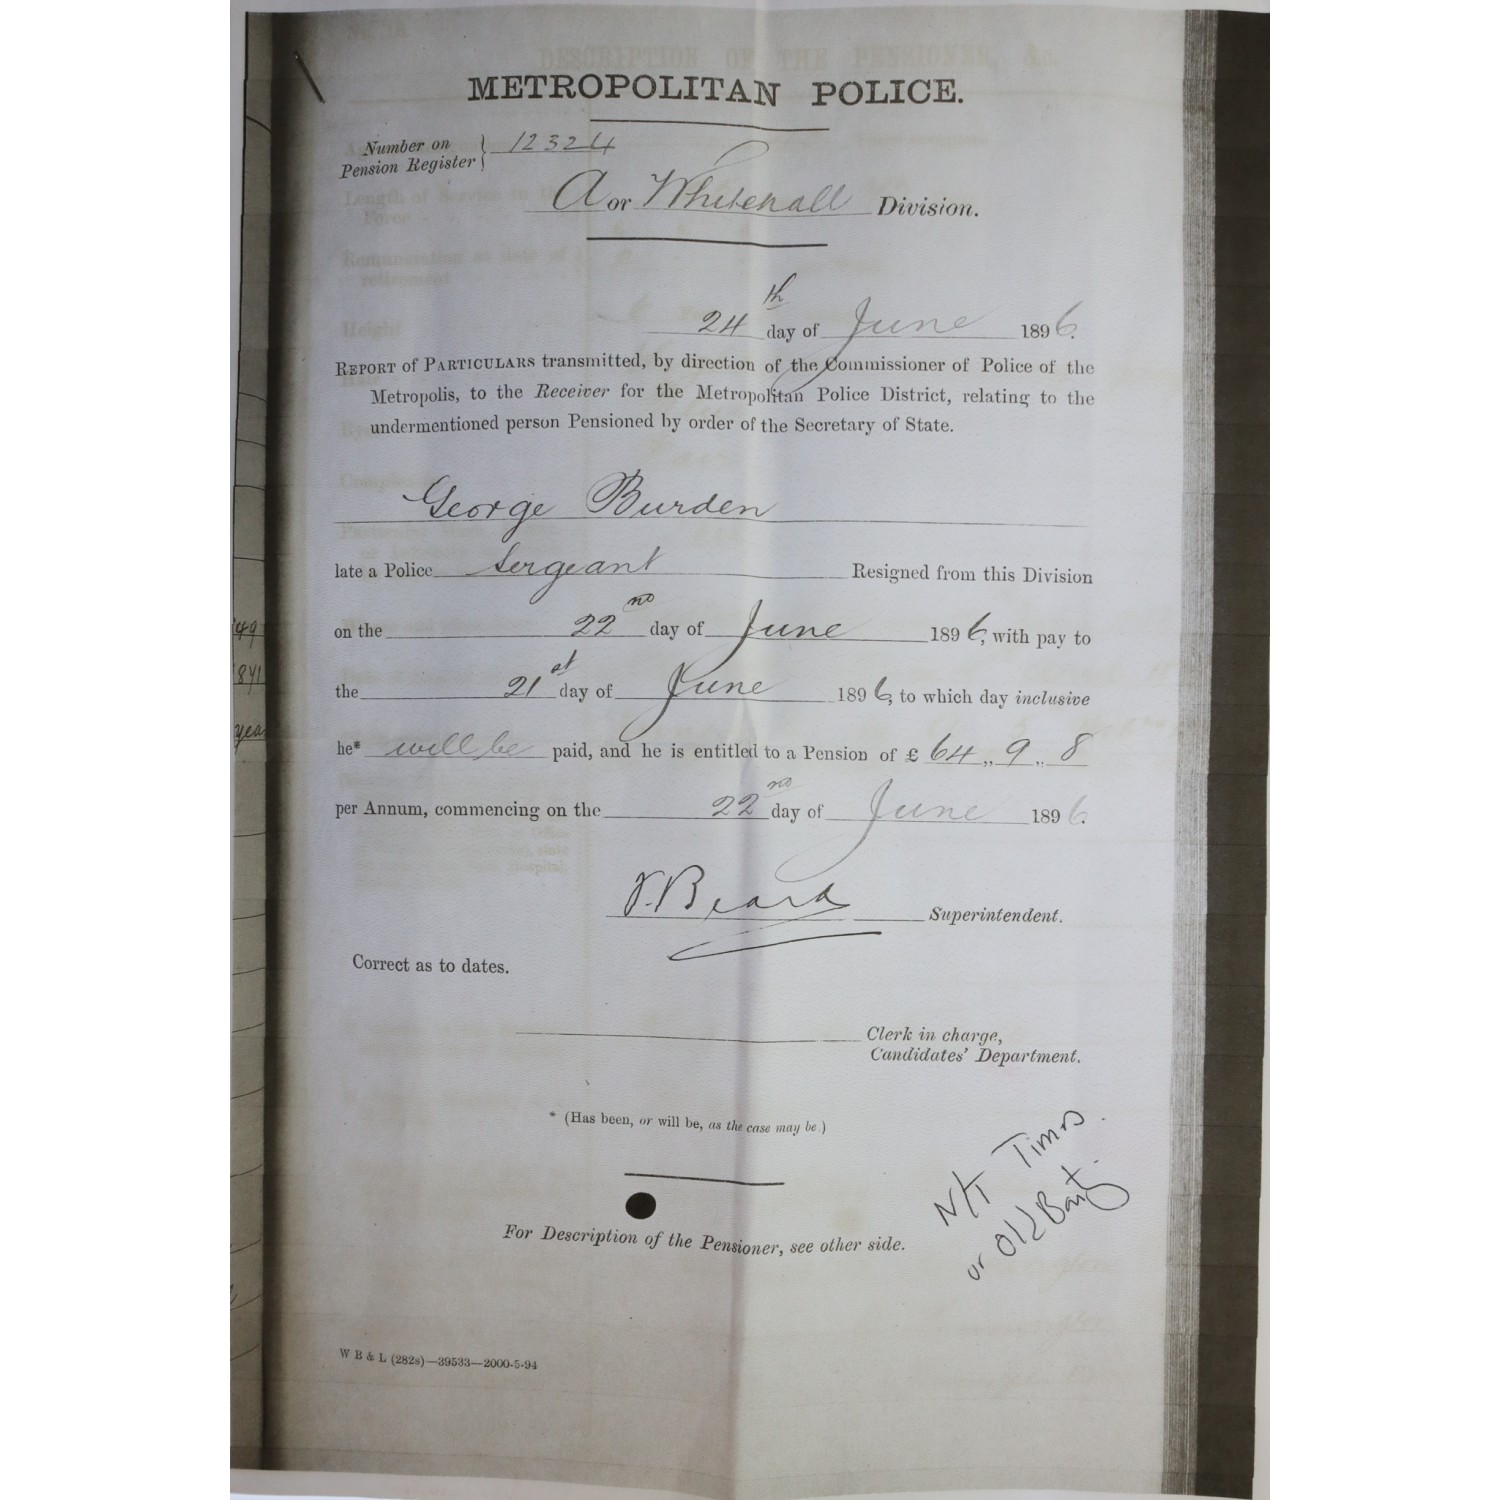 METROPOLITAN POLICE.
Number on Pension Register } 12324
A or Whitehall Division.
24th day of June 1896.
REPORT of PARTICULARS transmitted, by direction of the Commissioner of Police of the
Metropolis, to the Receiver for the Metropolitan Police District, relating to the
undermentioned person Pensioned by order of the Secretary of State.
George Burden
late a Police Sergeant Resigned from this Division
on the 22nd day of June 1896, with pay to
the 21st day of June 1896, to which day inclusive
he* will be paid, and he is entitled to a Pension of £ 64 ,, 9 ,, 8
per Annum, commencing on the 22nd day of June 1896.
Beard Superintendent.
Correct as to dates.
Clerk in charge,
Candidates' Department.
* (Has been, or will be, as the case may be.)
N/T Times.
or Old Bailey.
For Description of the Pensioner, see other side.
W B & L (282s)—39533—2000-5-94